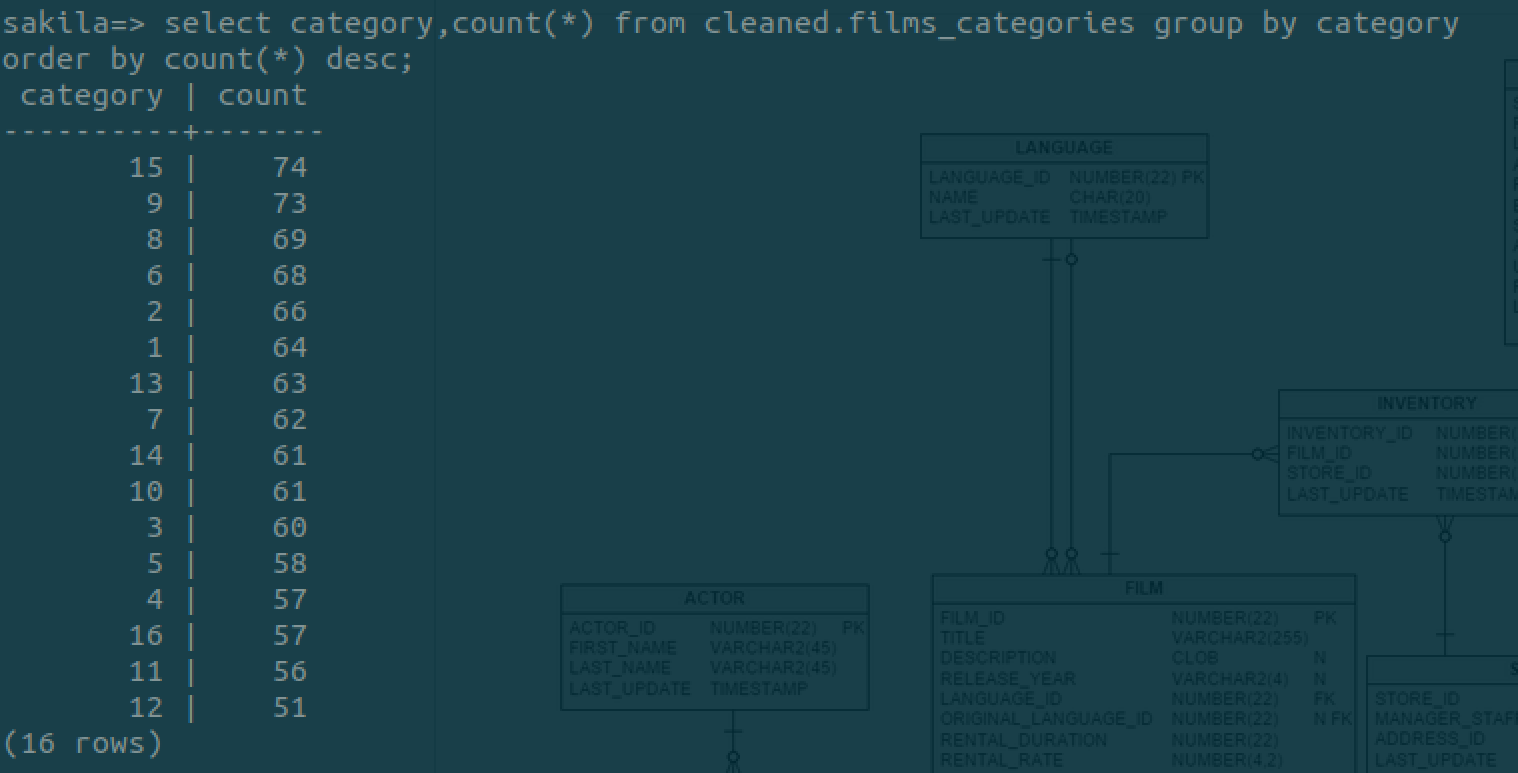 sakila=> select category,count(*) from cleaned.films_categories group by category
order by count(*) desc;
 category | count
----------+-------
       15 |    74
        9 |    73
        8 |    69
        6 |    68
        2 |    66
        1 |    64
       13 |    63
        7 |    62
       14 |    61
       10 |    61
        3 |    60
        5 |    58
        4 |    57
       16 |    57
       11 |    56
       12 |    51
(16 rows)
LANGUAGE
LANGUAGE_ID NUMBER(22) PK
NAME CHAR(20)
LAST_UPDATE TIMESTAMP
INVENTORY
INVENTORY_ID NUMBER(
FILM_ID NUMBER(
STORE_ID NUMBER(
LAST_UPDATE TIMESTAM
ACTOR
ACTOR_ID NUMBER(22) PK
FIRST_NAME VARCHAR2(45)
LAST_NAME VARCHAR2(45)
LAST_UPDATE TIMESTAMP
FILM
FILM_ID NUMBER(22) PK
TITLE VARCHAR2(255)
DESCRIPTION CLOB N
RELEASE_YEAR VARCHAR2(4) N
LANGUAGE_ID NUMBER(22) FK
ORIGINAL_LANGUAGE_ID NUMBER(22) N FK
RENTAL_DURATION NUMBER(22)
RENTAL_RATE NUMBER(4,2)
S
STORE_ID
MANAGER_STAF
ADDRESS_ID
LAST_UPDATE